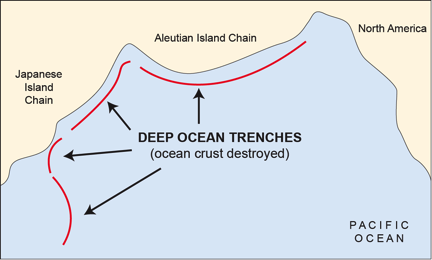 Aleutian Island Chain
North America
Japanese
Island
Chain
DEEP OCEAN TRENCHES
(ocean crust destroyed)
PACIFIC
OCEAN